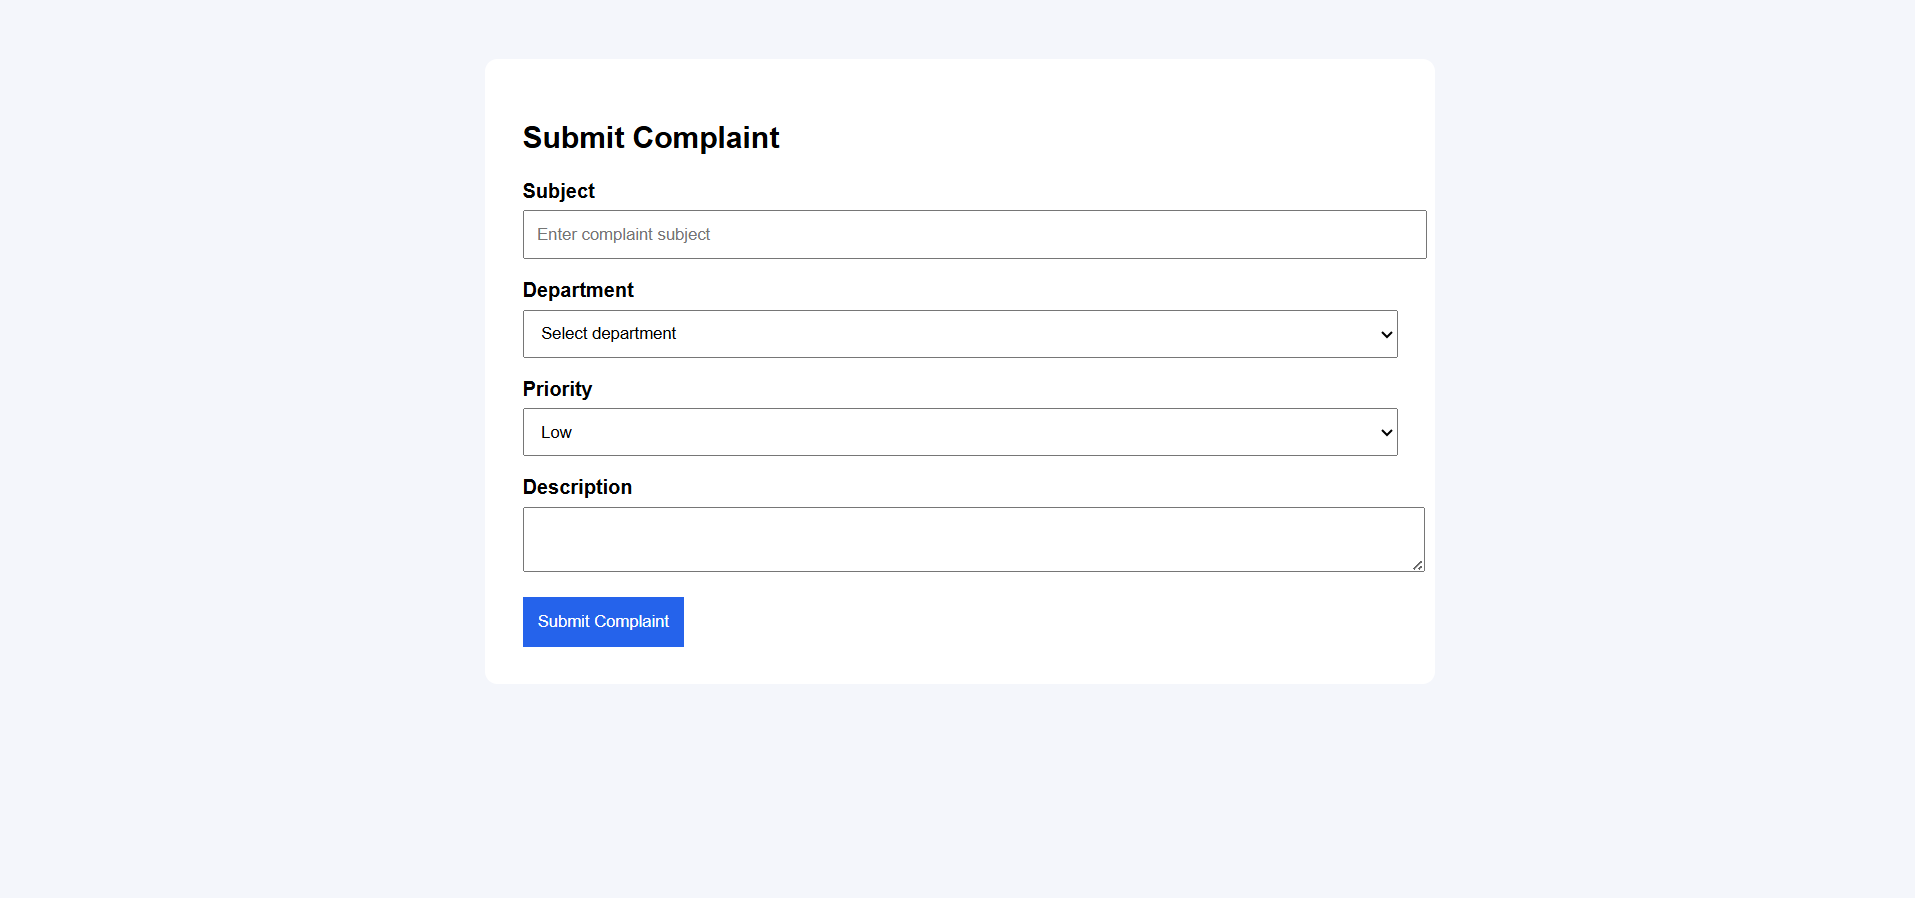 Submit Complaint
Subject
Enter complaint subject
Department
Select department
Priority
Low
Description
Submit Complaint